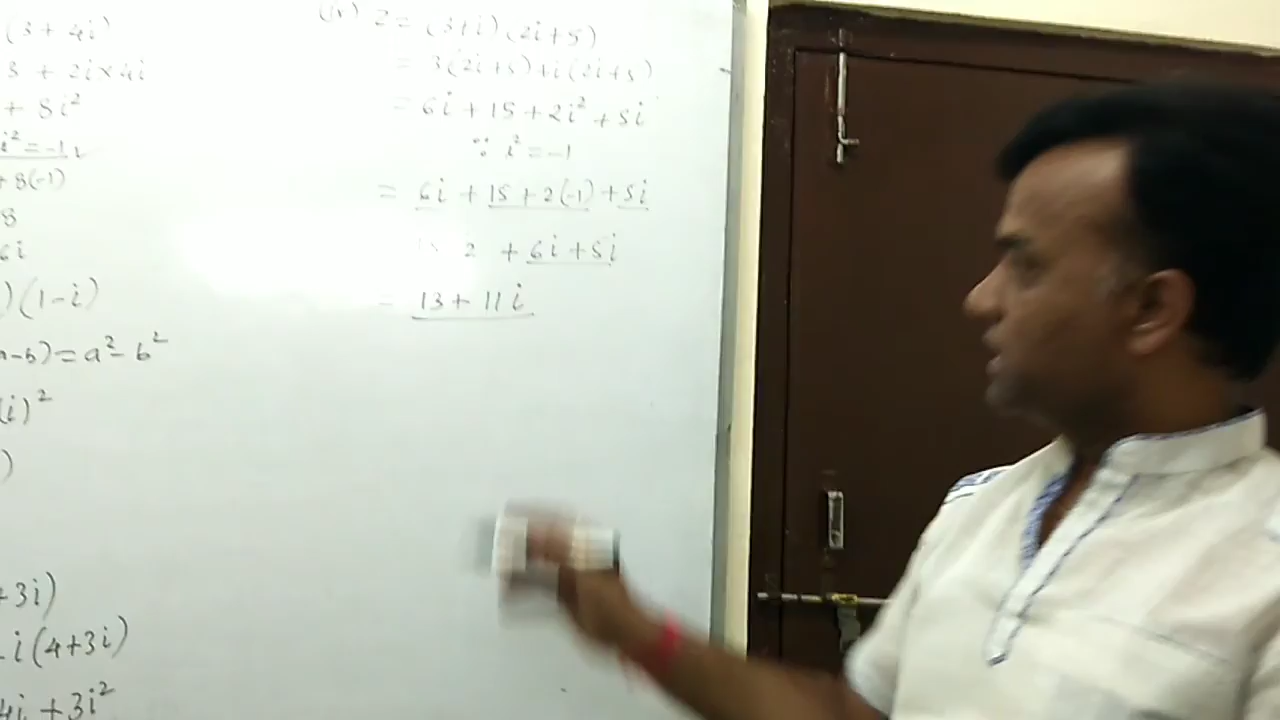 (3 + 4i)
3 + 2i×4i
+ 8i²
i² = -1
+ 8(-1)
8
6i
)(1-i)
a-b) = a² - b²
(i)²
)
+3i)
i(4+3i)
4i + 3i²
(iv) z = (3+i)(2i+5)
= 3(2i+5)+i(2i+5)
= 6i + 15 + 2i² + 5i
∵ i² = -1
= 6i + 15 + 2(-1) + 5i
2 + 6i + 5i
= 13 + 11i